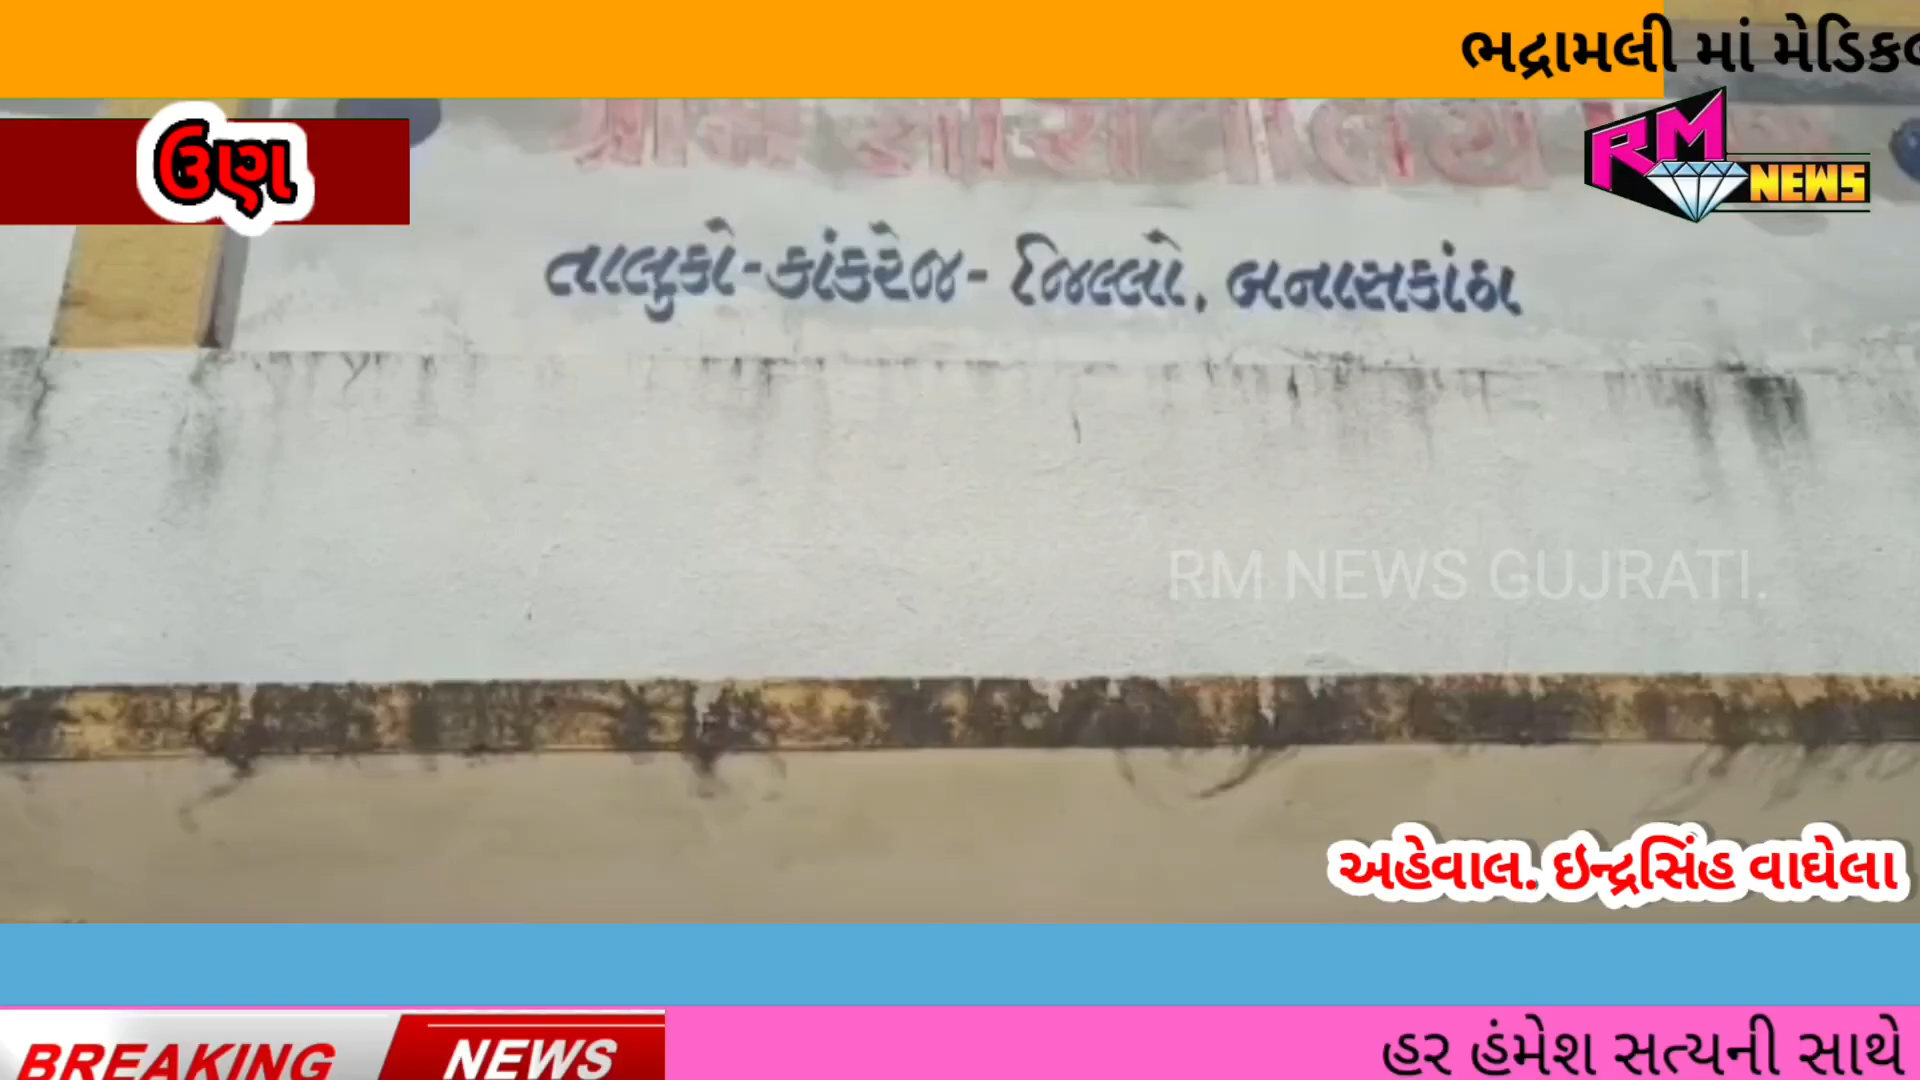 ભદ્રામલી માં
ઉણ
RM NEWS
તાલુકો-કાંકરેજ- જિલ્લો. બનાસકાંઠા
RM NEWS GUJRATI.
અહેવાલ. ઇન્દ્રસિંહ વાઘેલા
BREAKING NEWS
હર હંમેશ સત્યની સાથે